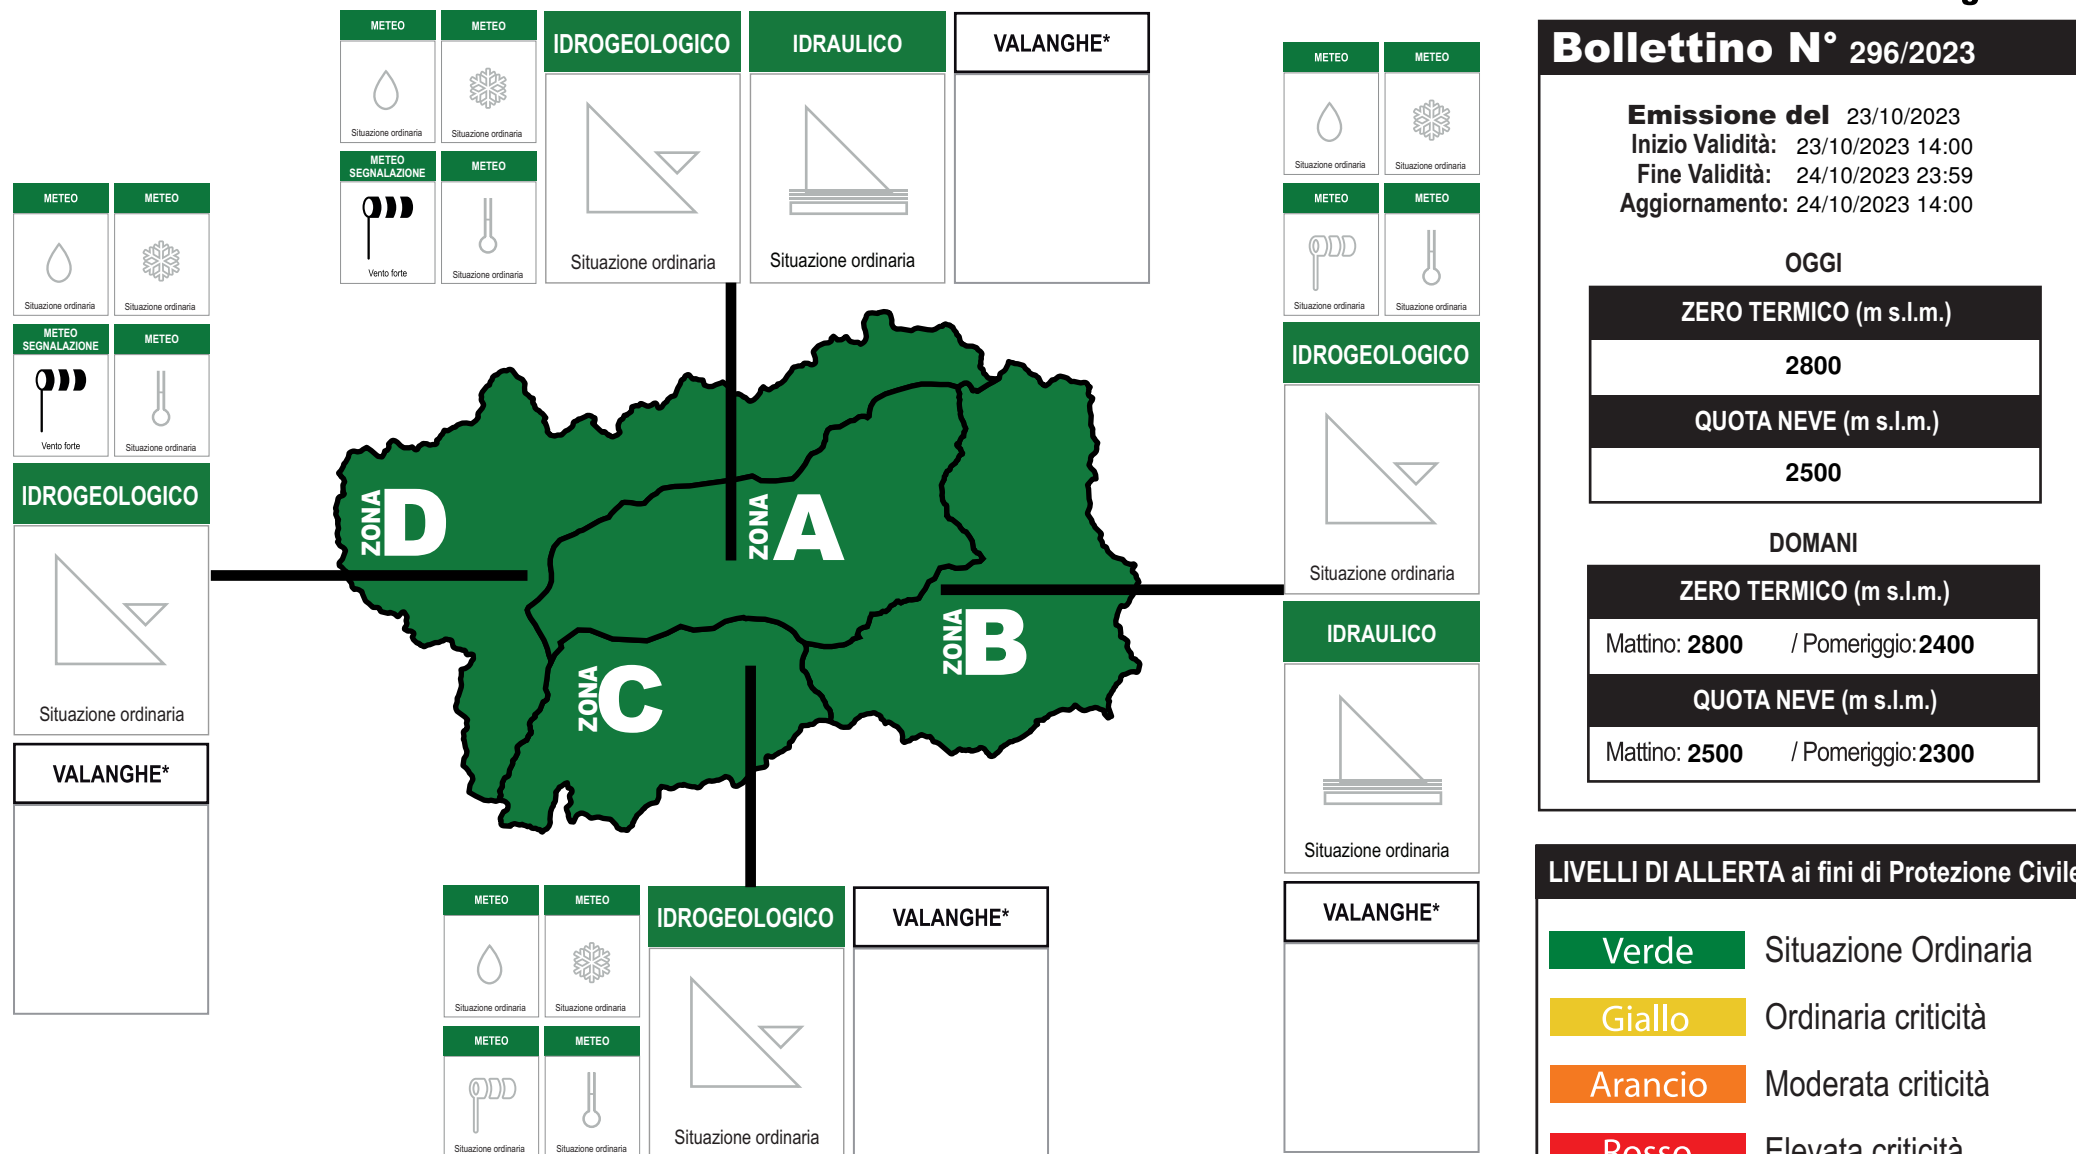 METEO
METEO
Situazione ordinaria
Situazione ordinaria
METEO SEGNALAZIONE
METEO
Vento forte
Situazione ordinaria
IDROGEOLOGICO
Situazione ordinaria
IDRAULICO
Situazione ordinaria
VALANGHE*
METEO
METEO
Situazione ordinaria
Situazione ordinaria
METEO SEGNALAZIONE
METEO
Vento forte
Situazione ordinaria
IDROGEOLOGICO
Situazione ordinaria
VALANGHE*
ZONA D
ZONA A
ZONA B
ZONA C
METEO
METEO
Situazione ordinaria
Situazione ordinaria
METEO
METEO
Situazione ordinaria
Situazione ordinaria
IDROGEOLOGICO
Situazione ordinaria
IDRAULICO
Situazione ordinaria
VALANGHE*
METEO
METEO
Situazione ordinaria
Situazione ordinaria
METEO
METEO
Situazione ordinaria
Situazione ordinaria
IDROGEOLOGICO
Situazione ordinaria
VALANGHE*
Bollettino N° 296/2023
Emissione del 23/10/2023
Inizio Validità: 23/10/2023 14:00
Fine Validità: 24/10/2023 23:59
Aggiornamento: 24/10/2023 14:00
OGGI
ZERO TERMICO (m s.l.m.)
2800
QUOTA NEVE (m s.l.m.)
2500
DOMANI
ZERO TERMICO (m s.l.m.)
Mattino: 2800 / Pomeriggio: 2400
QUOTA NEVE (m s.l.m.)
Mattino: 2500 / Pomeriggio: 2300
LIVELLI DI ALLERTA ai fini di Protezione Civile
Verde Situazione Ordinaria
Giallo Ordinaria criticità
Arancio Moderata criticità
Rosso Elevata criticità